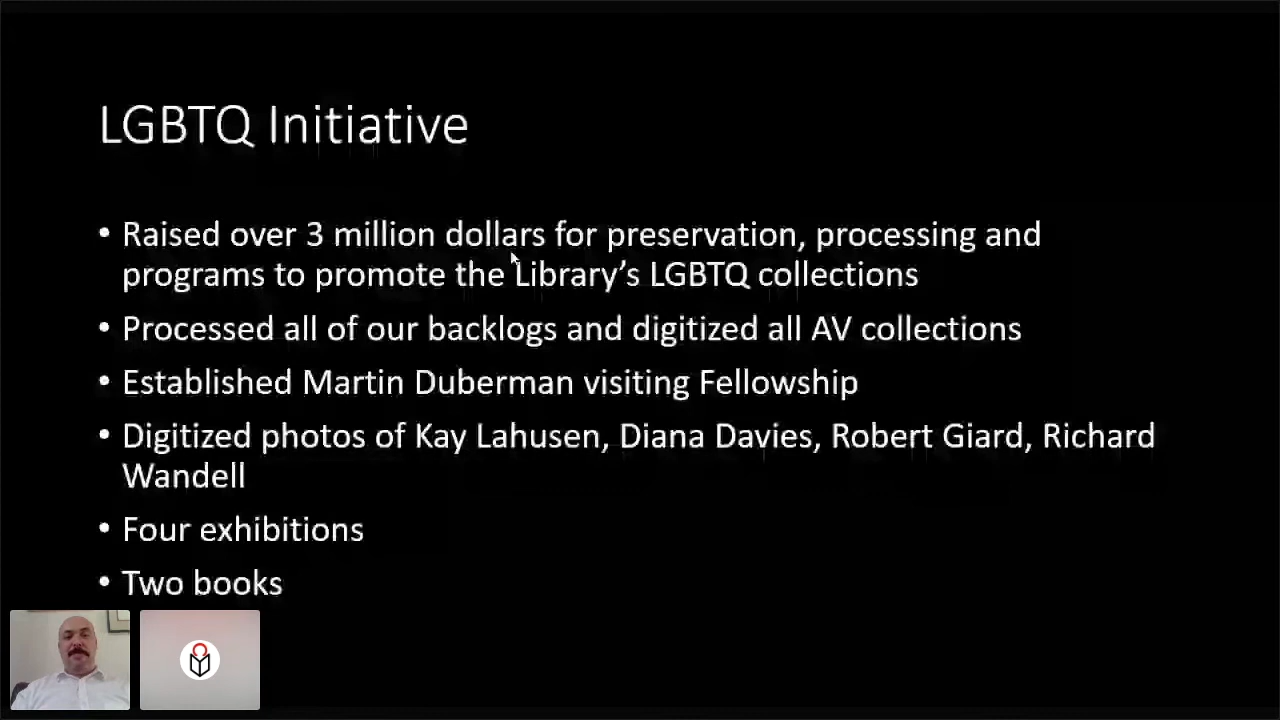 LGBTQ Initiative
• Raised over 3 million dollars for preservation, processing and
programs to promote the Library’s LGBTQ collections
• Processed all of our backlogs and digitized all AV collections
• Established Martin Duberman visiting Fellowship
• Digitized photos of Kay Lahusen, Diana Davies, Robert Giard, Richard
Wandell
• Four exhibitions
• Two books